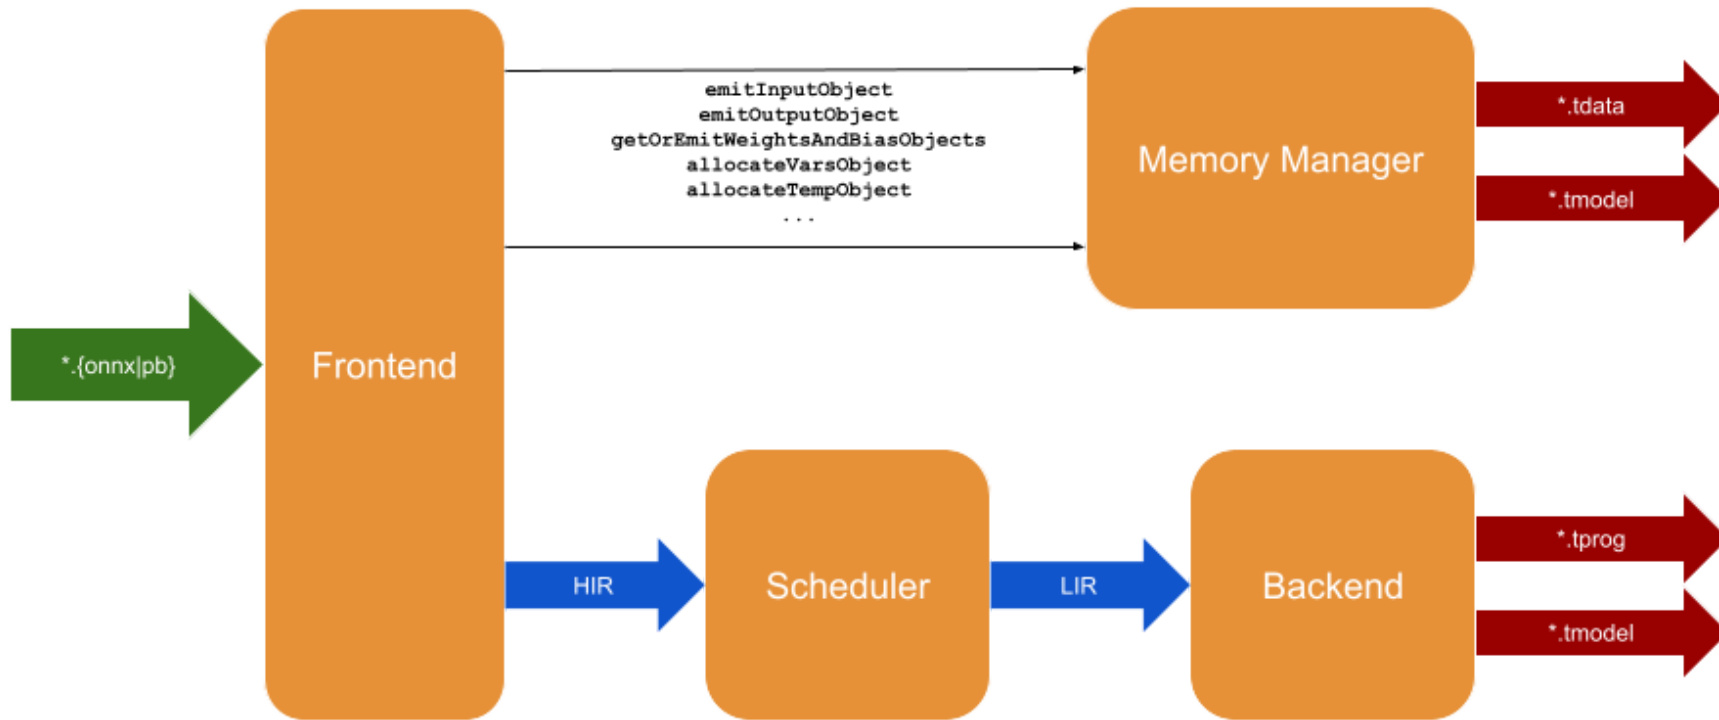 emitInputObject
emitOutputObject
getOrEmitWeightsAndBiasObjects
allocateVarsObject
allocateTempObject
...
*.tdata
Memory Manager
*.tmodel
*.{onnx|pb}
Frontend
HIR
Scheduler
LIR
Backend
*.tprog
*.tmodel